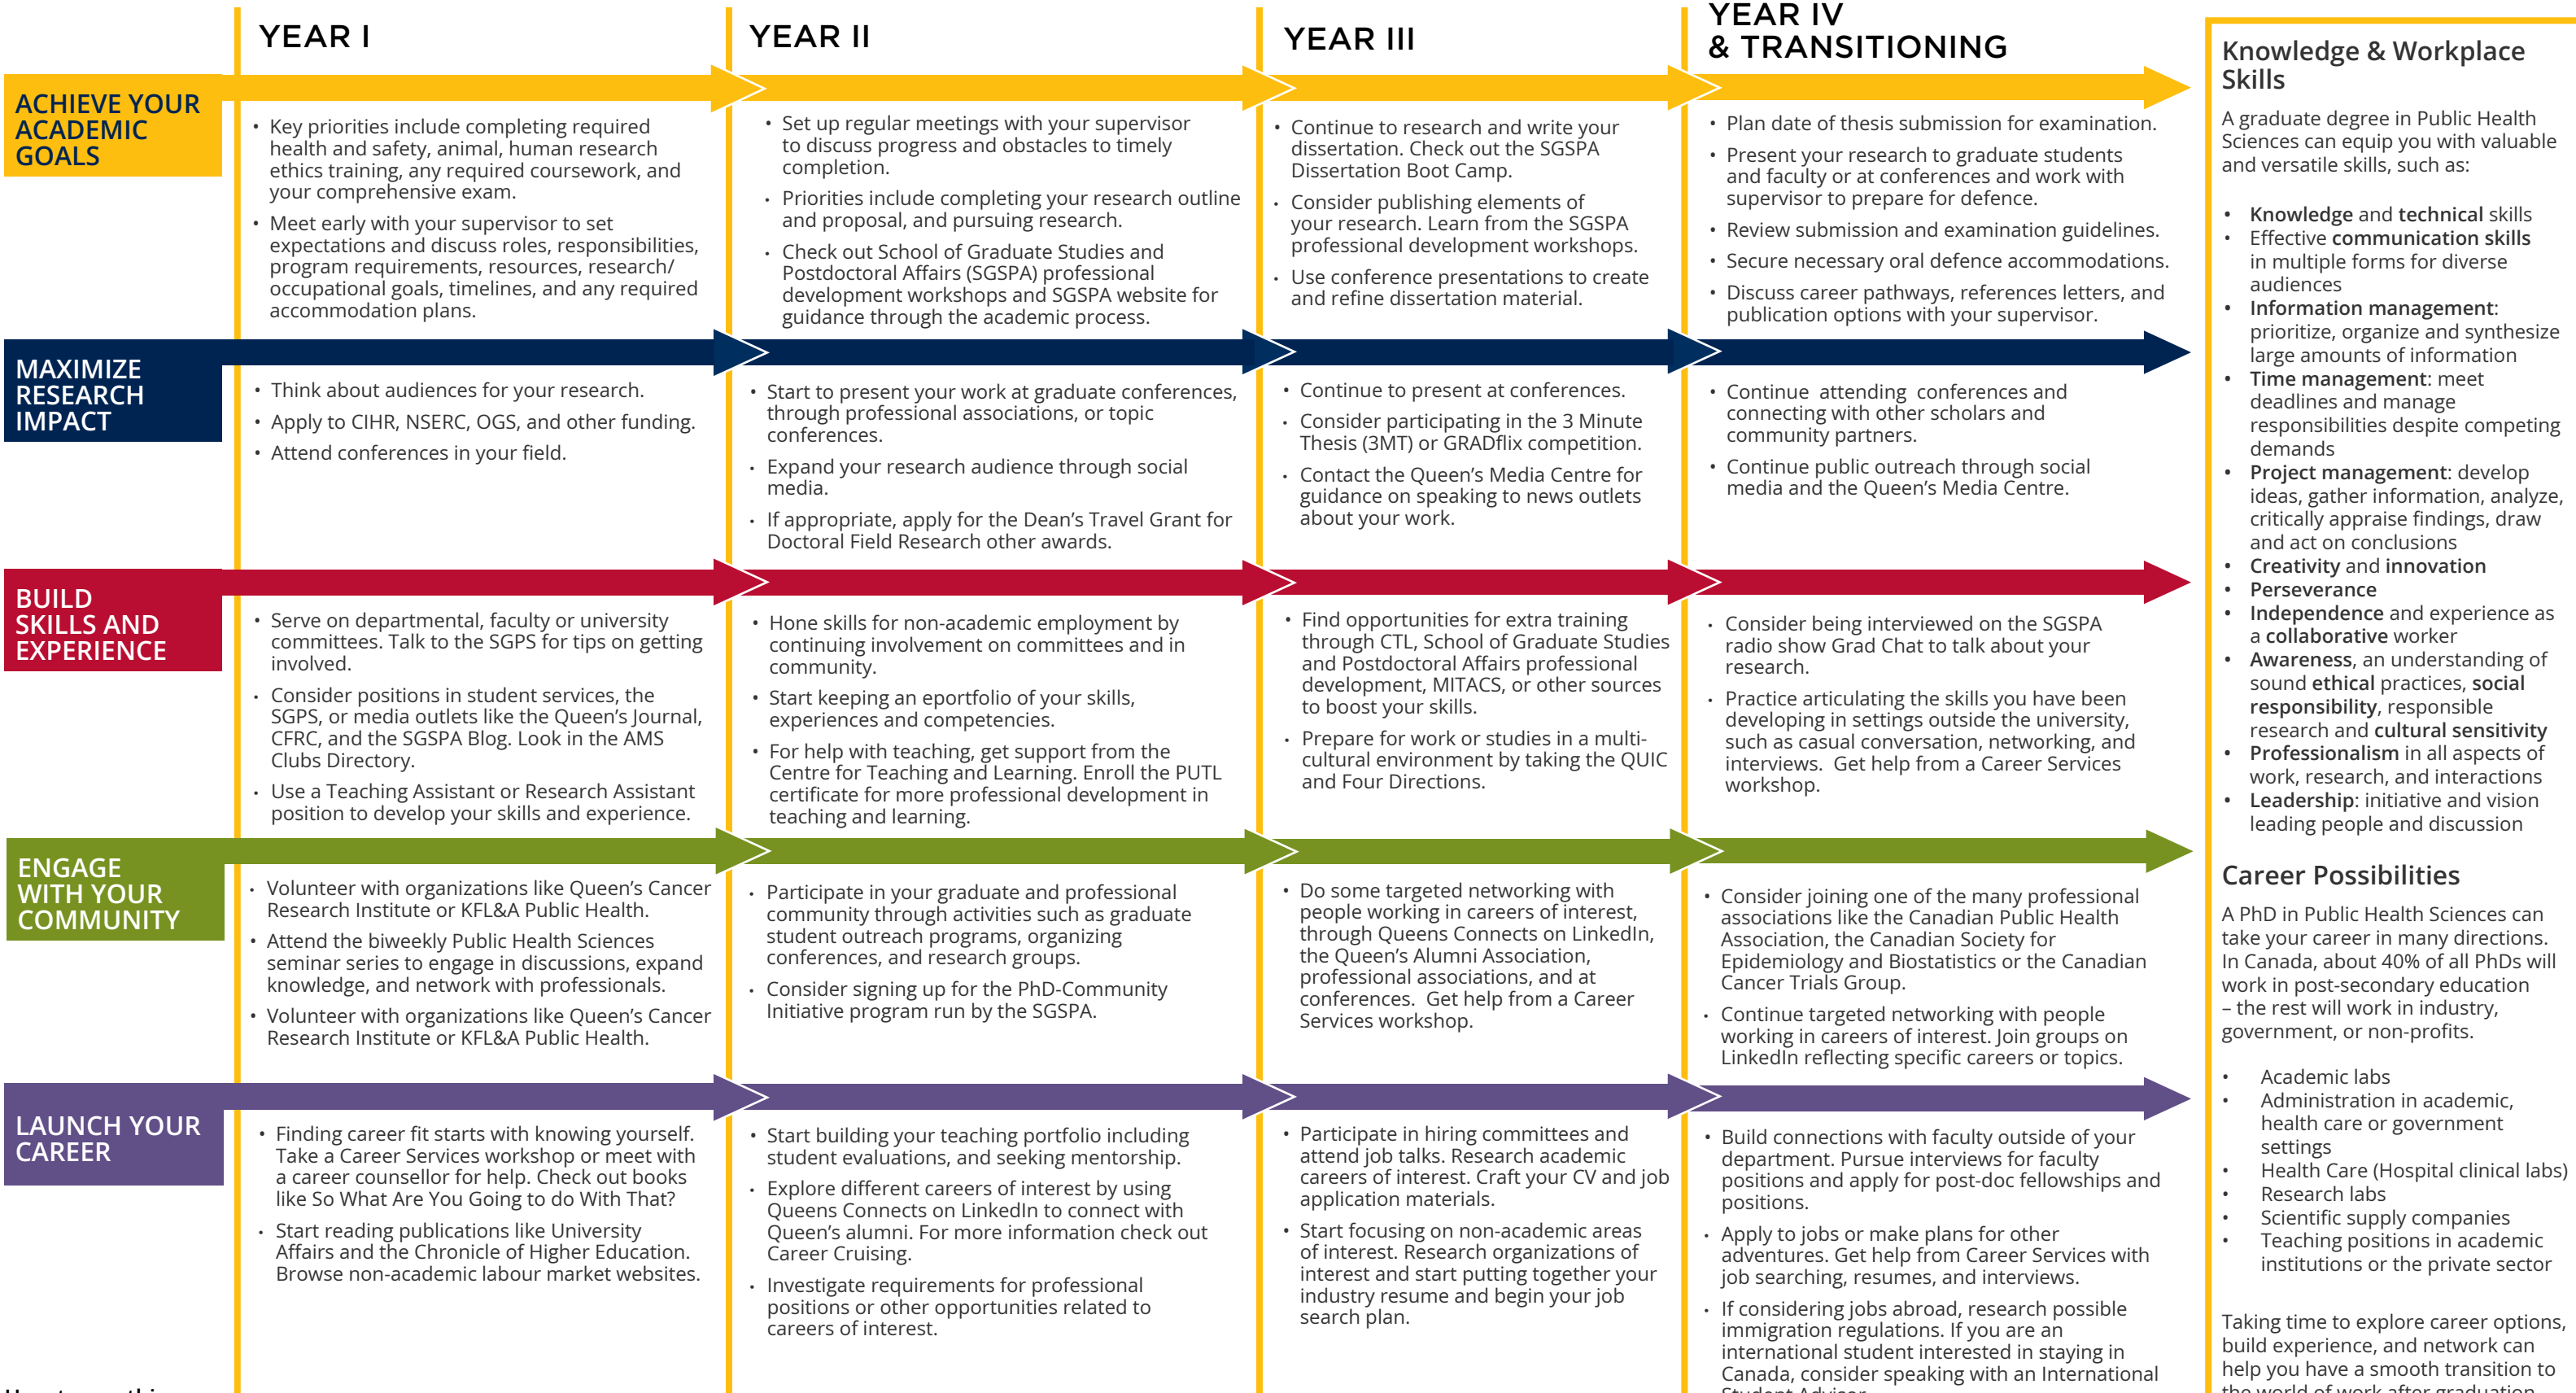 YEAR I
YEAR II
YEAR III
YEAR IV
& TRANSITIONING
ACHIEVE YOUR
ACADEMIC
GOALS
• Key priorities include completing required
health and safety, animal, human research
ethics training, any required coursework, and
your comprehensive exam.
• Meet early with your supervisor to set
expectations and discuss roles, responsibilities,
program requirements, resources, research/
occupational goals, timelines, and any required
accommodation plans.
• Set up regular meetings with your supervisor
to discuss progress and obstacles to timely
completion.
• Priorities include completing your research outline
and proposal, and pursuing research.
• Check out School of Graduate Studies and
Postdoctoral Affairs (SGSPA) professional
development workshops and SGSPA website for
guidance through the academic process.
• Continue to research and write your
dissertation. Check out the SGSPA
Dissertation Boot Camp.
• Consider publishing elements of
your research. Learn from the SGSPA
professional development workshops.
• Use conference presentations to create
and refine dissertation material.
• Plan date of thesis submission for examination.
• Present your research to graduate students
and faculty or at conferences and work with
supervisor to prepare for defence.
• Review submission and examination guidelines.
• Secure necessary oral defence accommodations.
• Discuss career pathways, references letters, and
publication options with your supervisor.
MAXIMIZE
RESEARCH
IMPACT
• Think about audiences for your research.
• Apply to CIHR, NSERC, OGS, and other funding.
• Attend conferences in your field.
• Start to present your work at graduate conferences,
through professional associations, or topic
conferences.
• Expand your research audience through social
media.
• If appropriate, apply for the Dean’s Travel Grant for
Doctoral Field Research other awards.
• Continue to present at conferences.
• Consider participating in the 3 Minute
Thesis (3MT) or GRADflix competition.
• Contact the Queen’s Media Centre for
guidance on speaking to news outlets
about your work.
• Continue attending conferences and
connecting with other scholars and
community partners.
• Continue public outreach through social
media and the Queen’s Media Centre.
BUILD
SKILLS AND
EXPERIENCE
• Serve on departmental, faculty or university
committees. Talk to the SGPS for tips on getting
involved.
• Consider positions in student services, the
SGPS, or media outlets like the Queen’s Journal,
CFRC, and the SGSPA Blog. Look in the AMS
Clubs Directory.
• Use a Teaching Assistant or Research Assistant
position to develop your skills and experience.
• Hone skills for non-academic employment by
continuing involvement on committees and in
community.
• Start keeping an eportfolio of your skills,
experiences and competencies.
• For help with teaching, get support from the
Centre for Teaching and Learning. Enroll the PUTL
certificate for more professional development in
teaching and learning.
• Find opportunities for extra training
through CTL, School of Graduate Studies
and Postdoctoral Affairs professional
development, MITACS, or other sources
to boost your skills.
• Prepare for work or studies in a multi-
cultural environment by taking the QUIC
and Four Directions.
• Consider being interviewed on the SGSPA
radio show Grad Chat to talk about your
research.
• Practice articulating the skills you have been
developing in settings outside the university,
such as casual conversation, networking, and
interviews. Get help from a Career Services
workshop.
ENGAGE
WITH YOUR
COMMUNITY
• Volunteer with organizations like Queen’s Cancer
Research Institute or KFL&A Public Health.
• Attend the biweekly Public Health Sciences
seminar series to engage in discussions, expand
knowledge, and network with professionals.
• Volunteer with organizations like Queen’s Cancer
Research Institute or KFL&A Public Health.
• Participate in your graduate and professional
community through activities such as graduate
student outreach programs, organizing
conferences, and research groups.
• Consider signing up for the PhD-Community
Initiative program run by the SGSPA.
• Do some targeted networking with
people working in careers of interest,
through Queens Connects on LinkedIn,
the Queen’s Alumni Association,
professional associations, and at
conferences. Get help from a Career
Services workshop.
• Consider joining one of the many professional
associations like the Canadian Public Health
Association, the Canadian Society for
Epidemiology and Biostatistics or the Canadian
Cancer Trials Group.
• Continue targeted networking with people
working in careers of interest. Join groups on
LinkedIn reflecting specific careers or topics.
LAUNCH YOUR
CAREER
• Finding career fit starts with knowing yourself.
Take a Career Services workshop or meet with
a career counsellor for help. Check out books
like So What Are You Going to do With That?
• Start reading publications like University
Affairs and the Chronicle of Higher Education.
Browse non-academic labour market websites.
• Start building your teaching portfolio including
student evaluations, and seeking mentorship.
• Explore different careers of interest by using
Queens Connects on LinkedIn to connect with
Queen’s alumni. For more information check out
Career Cruising.
• Investigate requirements for professional
positions or other opportunities related to
careers of interest.
• Participate in hiring committees and
attend job talks. Research academic
careers of interest. Craft your CV and job
application materials.
• Start focusing on non-academic areas
of interest. Research organizations of
interest and start putting together your
industry resume and begin your job
search plan.
• Build connections with faculty outside of your
department. Pursue interviews for faculty
positions and apply for post-doc fellowships and
positions.
• Apply to jobs or make plans for other
adventures. Get help from Career Services with
job searching, resumes, and interviews.
• If considering jobs abroad, research possible
immigration regulations. If you are an
international student interested in staying in
Canada, consider speaking with an International
Knowledge & Workplace
Skills
A graduate degree in Public Health
Sciences can equip you with valuable
and versatile skills, such as:
• Knowledge and technical skills
• Effective communication skills
in multiple forms for diverse
audiences
• Information management:
prioritize, organize and synthesize
large amounts of information
• Time management: meet
deadlines and manage
responsibilities despite competing
demands
• Project management: develop
ideas, gather information, analyze,
critically appraise findings, draw
and act on conclusions
• Creativity and innovation
• Perseverance
• Independence and experience as
a collaborative worker
• Awareness, an understanding of
sound ethical practices, social
responsibility, responsible
research and cultural sensitivity
• Professionalism in all aspects of
work, research, and interactions
• Leadership: initiative and vision
leading people and discussion
Career Possibilities
A PhD in Public Health Sciences can
take your career in many directions.
In Canada, about 40% of all PhDs will
work in post-secondary education
– the rest will work in industry,
government, or non-profits.
• Academic labs
• Administration in academic,
health care or government
settings
• Health Care (Hospital clinical labs)
• Research labs
• Scientific supply companies
• Teaching positions in academic
institutions or the private sector
Taking time to explore career options,
build experience, and network can
help you have a smooth transition to
the world of work after graduation